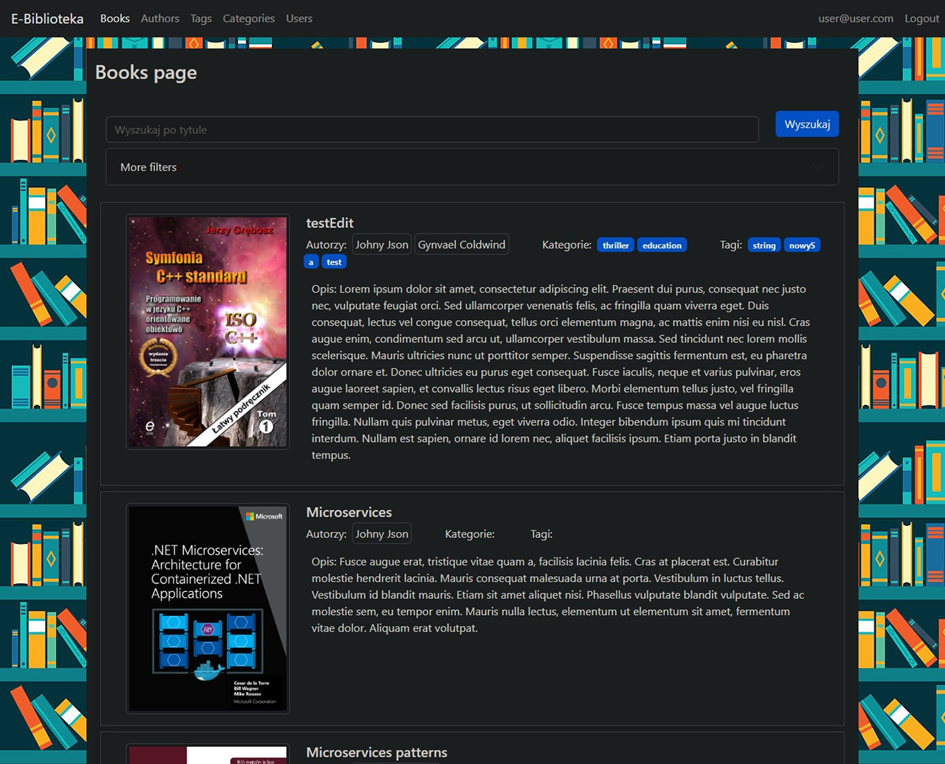 E-Biblioteka Books Authors Tags Categories Users user@user.com Logout
Books page
Wyszukaj po tytule Wyszukaj
More filters
Jerzy Grębosz
Symfonia
C++ standard
Programowanie
w języku C++
orientowane
obiektowo
wydanie
trzecie
ISO
C++
Łatwy podręcznik
Tom
1
testEdit
Autorzy: Johny Json Gynvael Coldwind Kategorie: thriller education Tagi: string nowy5
a test
Opis: Lorem ipsum dolor sit amet, consectetur adipiscing elit. Praesent dui purus, consequat nec justo
nec, vulputate feugiat orci. Sed ullamcorper venenatis felis, ac fringilla quam viverra eget. Duis
consequat, lectus vel congue consequat, tellus orci elementum magna, ac mattis enim nisi eu nisl. Cras
augue enim, condimentum sed arcu ut, ullamcorper vestibulum massa. Sed tincidunt nec lorem mollis
scelerisque. Mauris ultricies nunc ut porttitor semper. Suspendisse sagittis fermentum est, eu pharetra
dolor ornare et. Donec ultricies eu purus eget consequat. Fusce iaculis, neque et varius pulvinar, eros
augue laoreet sapien, et convallis lectus risus eget libero. Morbi elementum tellus justo, vel fringilla
quam semper id. Donec sed facilisis purus, ut sollicitudin arcu. Fusce tempus massa vel augue luctus
fringilla. Nullam quis pulvinar metus, eget viverra odio. Integer bibendum ipsum quis mi tincidunt
interdum. Nullam est sapien, ornare id lorem nec, aliquet facilisis ipsum. Etiam porta justo in blandit
tempus.
Microsoft
.NET Microservices:
Architecture for
Containerized .NET
Applications
Cesar de la Torre
Bill Wagner
Mike Rousos
Microsoft Corporation
Microservices
Autorzy: Johny Json Kategorie: Tagi:
Opis: Fusce augue erat, tristique vitae quam a, facilisis lacinia felis. Cras at placerat est. Curabitur
molestie hendrerit lacinia. Mauris consequat malesuada urna at porta. Vestibulum in luctus tellus.
Vestibulum id blandit mauris. Etiam sit amet aliquet nisi. Phasellus vulputate blandit vulputate. Sed ac
molestie sem, eu tempor enim. Mauris nulla lectus, elementum ut elementum sit amet, fermentum
vitae dolor. Aliquam erat volutpat.
Microservices patterns